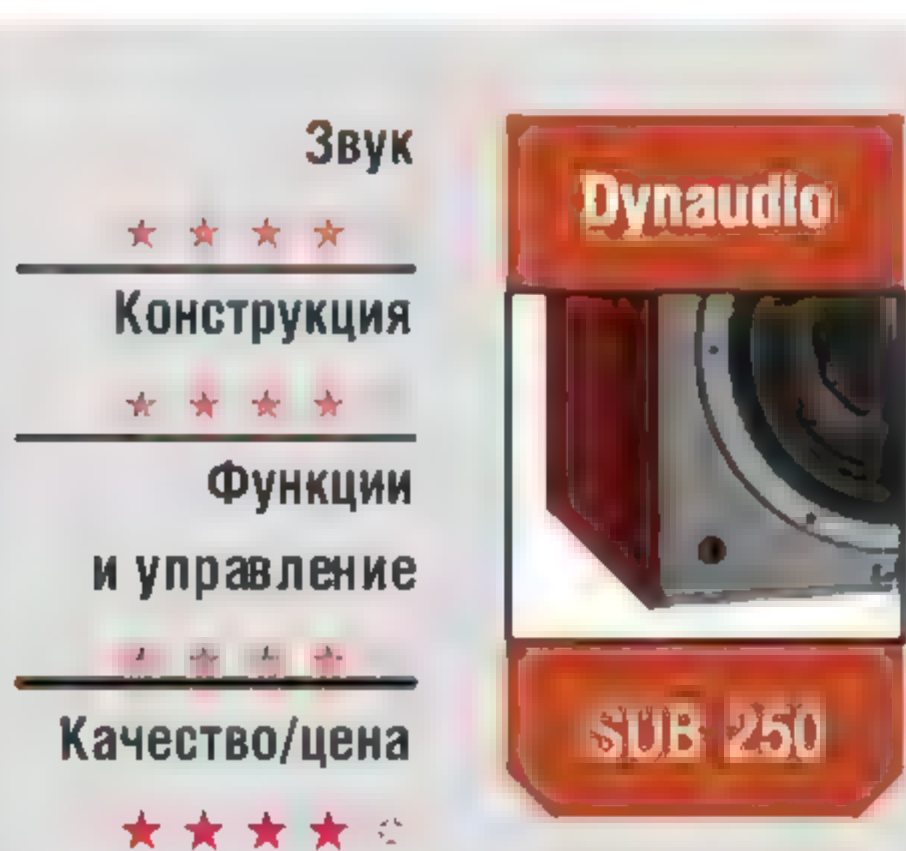 Звук
Конструкция
Функции
и управление
Качество/цена
Dynaudio
SUB 250